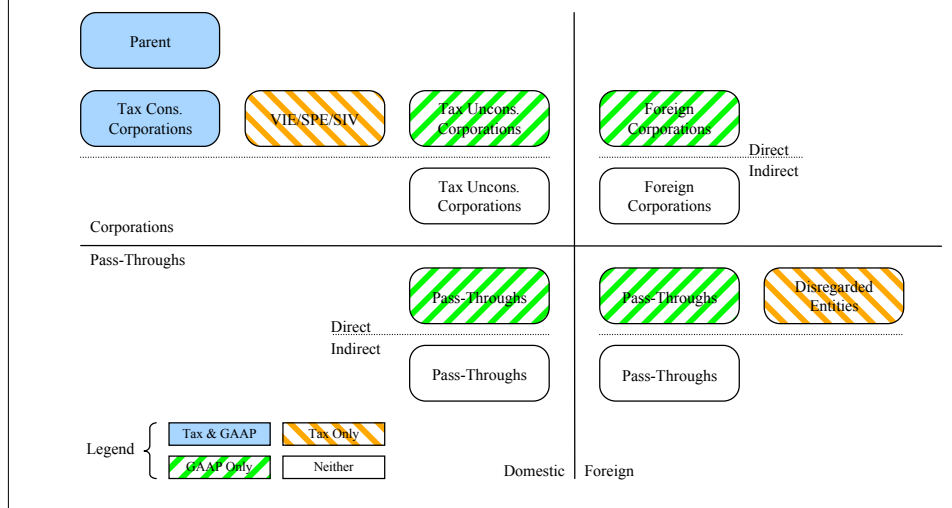 Parent
Tax Cons.
Corporations
VIE/SPE/SIV
Tax Uncons.
Corporations
Foreign
Corporations
Direct
Indirect
Tax Uncons.
Corporations
Foreign
Corporations
Corporations
Pass-Throughs
Pass-Throughs
Pass-Throughs
Disregarded
Entities
Direct
Indirect
Pass-Throughs
Pass-Throughs
Legend
Tax & GAAP
Tax Only
GAAP Only
Neither
Domestic
Foreign